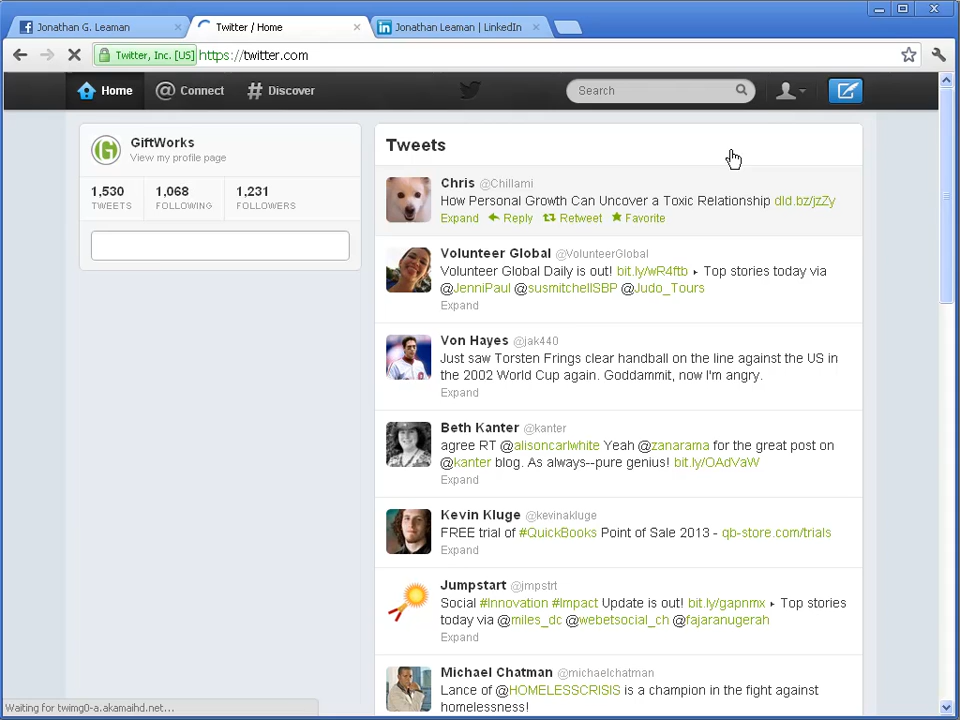 Jonathan G. Leaman
Twitter / Home
Jonathan Leaman | LinkedIn
Twitter, Inc. [US]
https://twitter.com
Home
@ Connect
# Discover
Search
GiftWorks
View my profile page
1,530
1,068
1,231
TWEETS
FOLLOWING
FOLLOWERS
Tweets
Chris @Chillami
How Personal Growth Can Uncover a Toxic Relationship dld.bz/jzZy
Expand Reply Retweet Favorite
Volunteer Global @VolunteerGlobal
Volunteer Global Daily is out! bit.ly/wR4ftb ▸ Top stories today via
@JenniPaul @susmitchellSBP @Judo_Tours
Expand
Von Hayes @jak440
Just saw Torsten Frings clear handball on the line against the US in
the 2002 World Cup again. Goddammit, now I'm angry.
Expand
Beth Kanter @kanter
agree RT @alisoncarlwhite Yeah @zanarama for the great post on
@kanter blog. As always--pure genius! bit.ly/OAdVaW
Expand
Kevin Kluge @kevinakluge
FREE trial of #QuickBooks Point of Sale 2013 - qb-store.com/trials
Expand
Jumpstart @jmpstrt
Social #Innovation #Impact Update is out! bit.ly/gapnmx ▸ Top stories
today via @miles_dc @webetsocial_ch @fajaranugerah
Expand
Michael Chatman @michaelchatman
Lance of @HOMELESSCRISIS is a champion in the fight against
homelessness!
Waiting for twimg0-a.akamaihd.net...